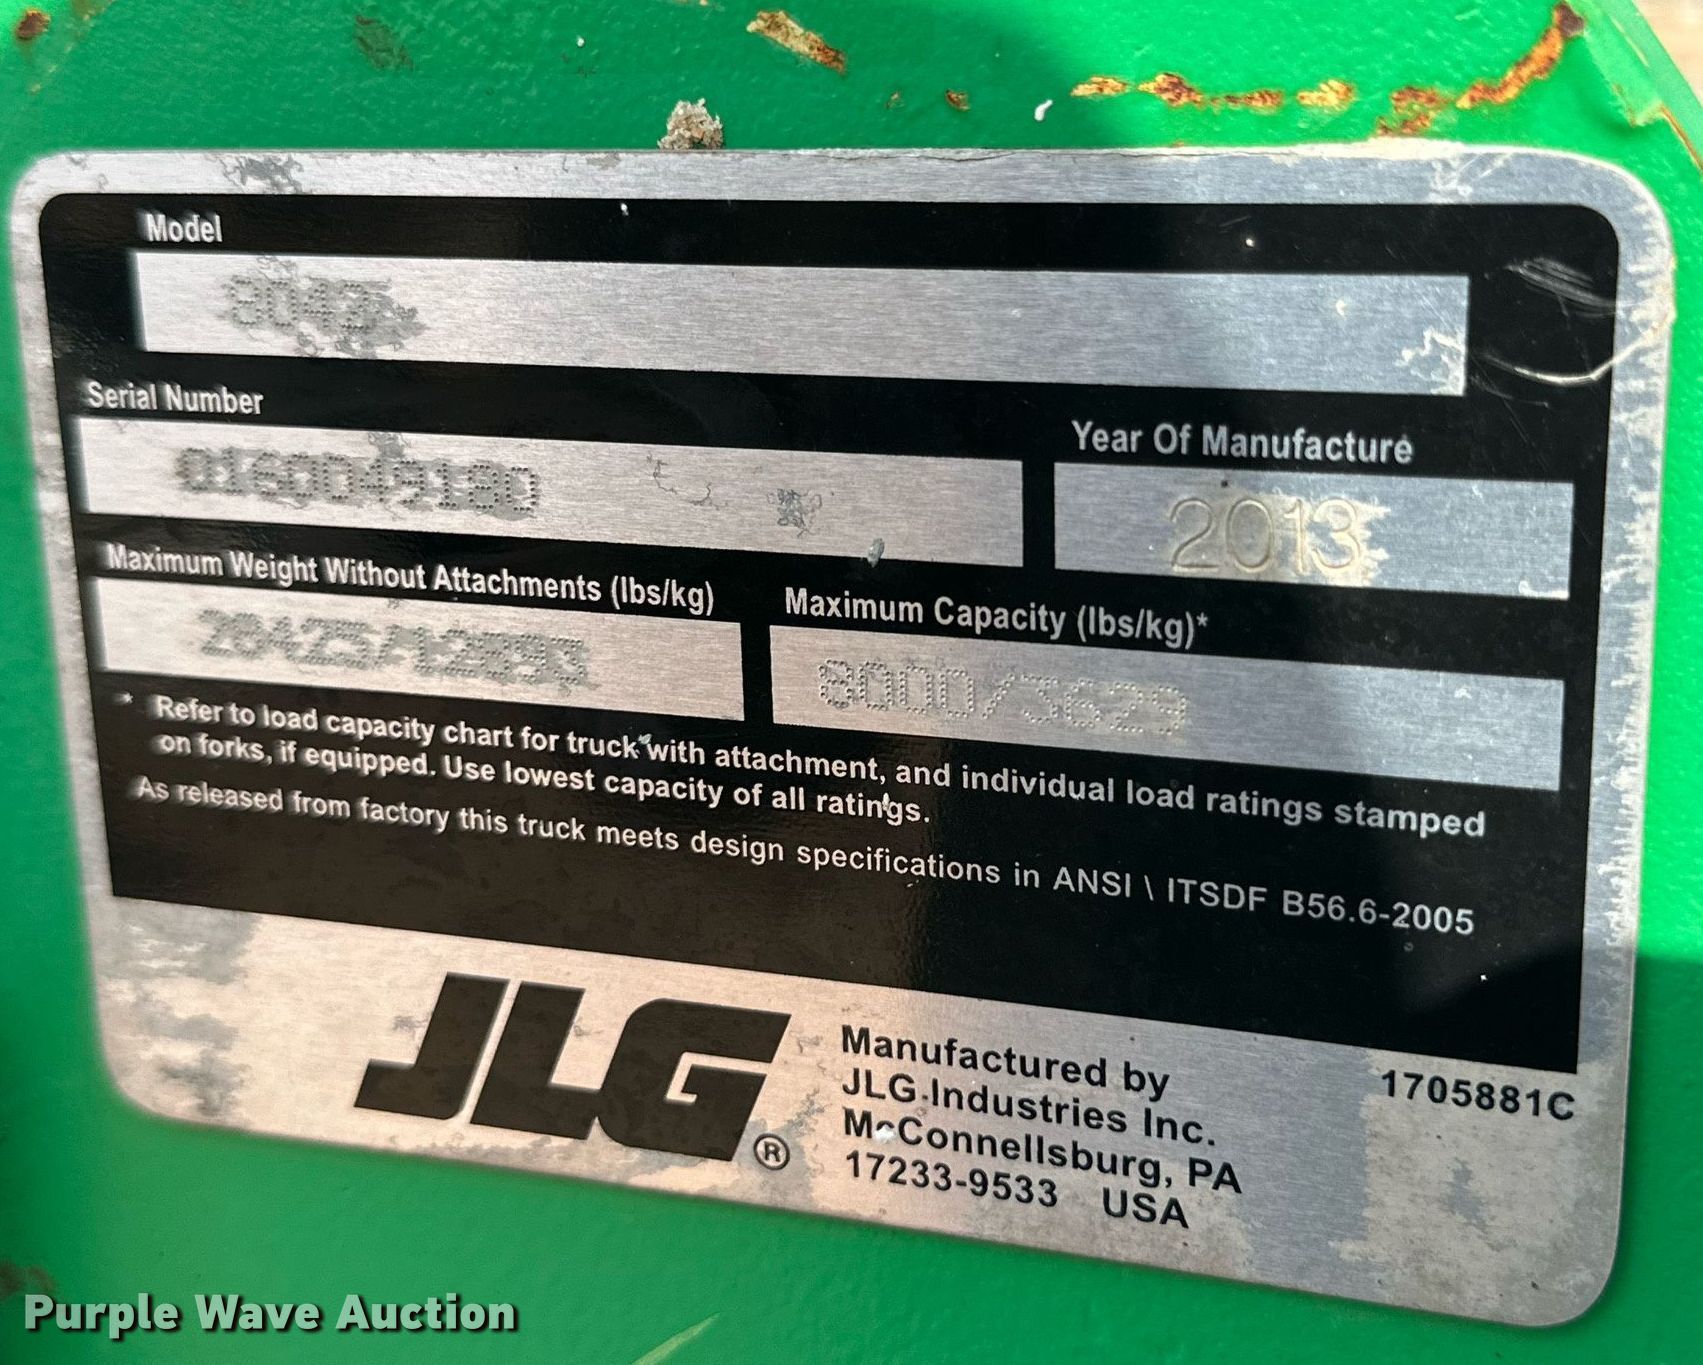 Model
8042
Serial Number
0160049180
Year Of Manufacture
2013
Maximum Weight Without Attachments (lbs/kg)
28425/12893
Maximum Capacity (lbs/kg)*
8000/3629
* Refer to load capacity chart for truck with attachment, and individual load ratings stamped
on forks, if equipped. Use lowest capacity of all ratings.
As released from factory this truck meets design specifications in ANSI \ ITSDF B56.6-2005
JLG®
Manufactured by
JLG Industries Inc.
McConnellsburg, PA
17233-9533 USA
1705881C
Purple Wave Auction